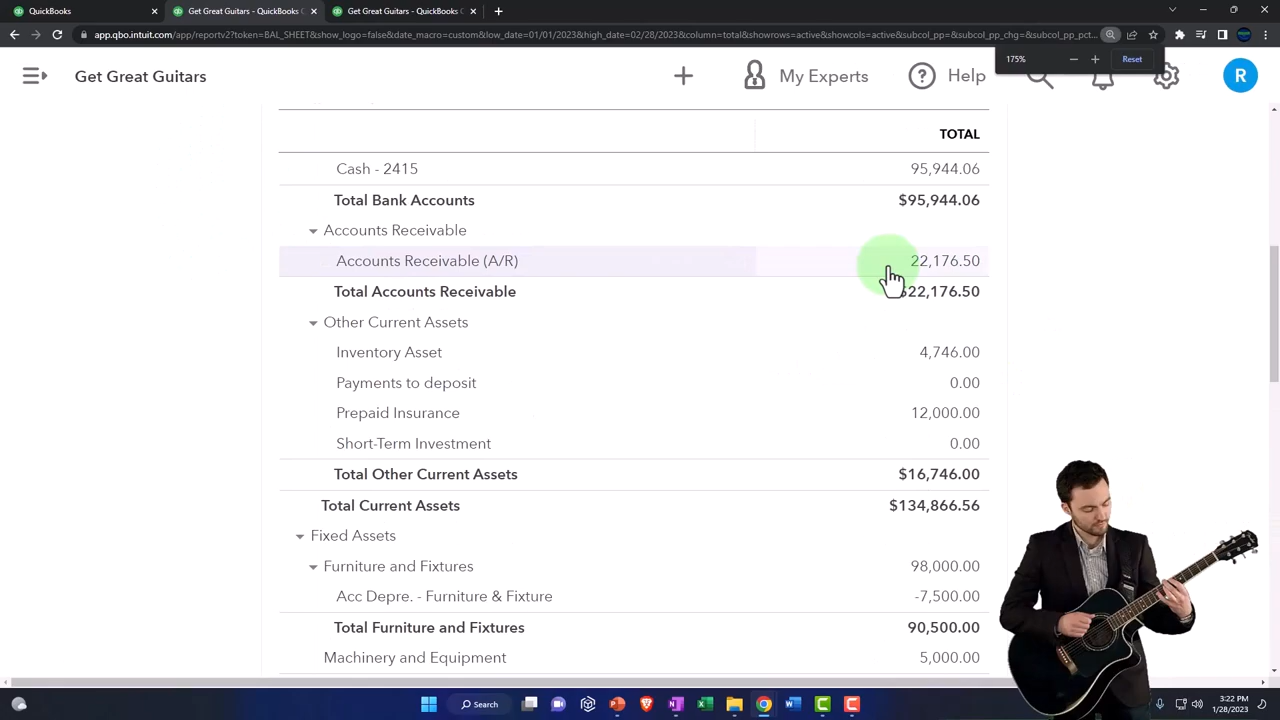 QuickBooks
Get Great Guitars - QuickBooks
QuickBooks
app.qbo.intuit.com/app/reportv2?token=BAL_SHEET&show_logo=false&date_macro=custom&low_date=01/01/2023&high_date=02/28/2023&column=total&showrows=active&showcols=active&subcol_pp=&subcol_pp_chg=&subcol_pp_pct...
175%
Reset
Get Great Guitars
My Experts
Help
R
TOTAL
Cash - 2415 95,944.06
Total Bank Accounts $95,944.06
Accounts Receivable
Accounts Receivable (A/R) 22,176.50
Total Accounts Receivable $22,176.50
Other Current Assets
Inventory Asset 4,746.00
Payments to deposit 0.00
Prepaid Insurance 12,000.00
Short-Term Investment 0.00
Total Other Current Assets $16,746.00
Total Current Assets $134,866.56
Fixed Assets
Furniture and Fixtures 98,000.00
Acc Depre. - Furniture & Fixture -7,500.00
Total Furniture and Fixtures 90,500.00
Machinery and Equipment 5,000.00
Search
3:22 PM
1/28/2023